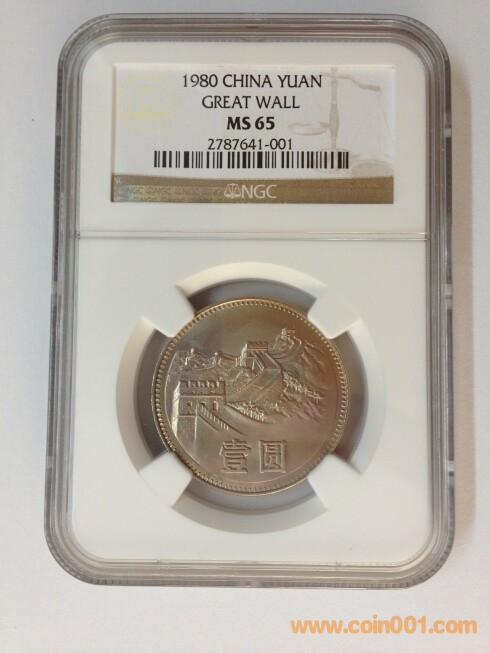 1980 CHINA YUAN
GREAT WALL
MS 65
2787641-001
NGC
壹圆
www.coin001.com